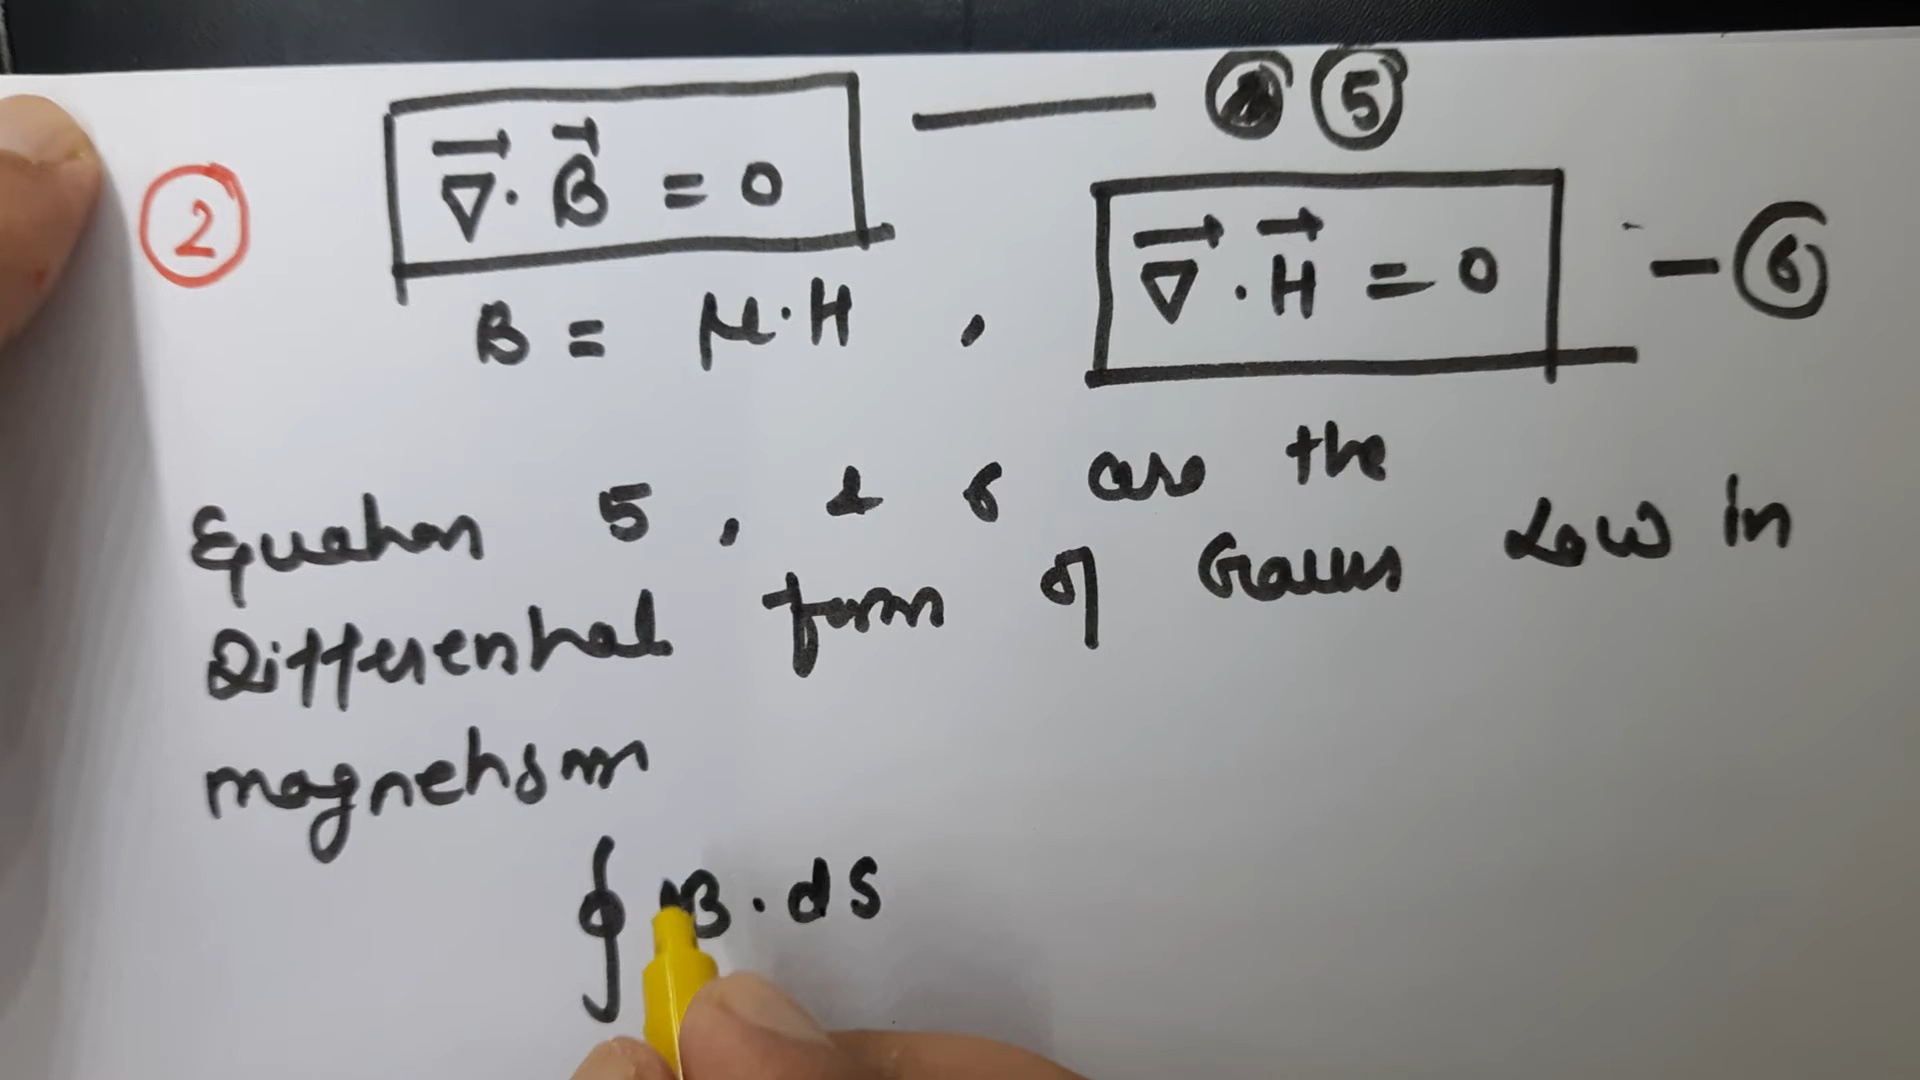 ∇⃗·B⃗ = 0 —— ⑤
②
B = μ·H , ∇⃗·H⃗ = 0 — ⑥
Equation 5, & 6 are the
Differential form of Gauss Law in
magnetism
∮ B·ds